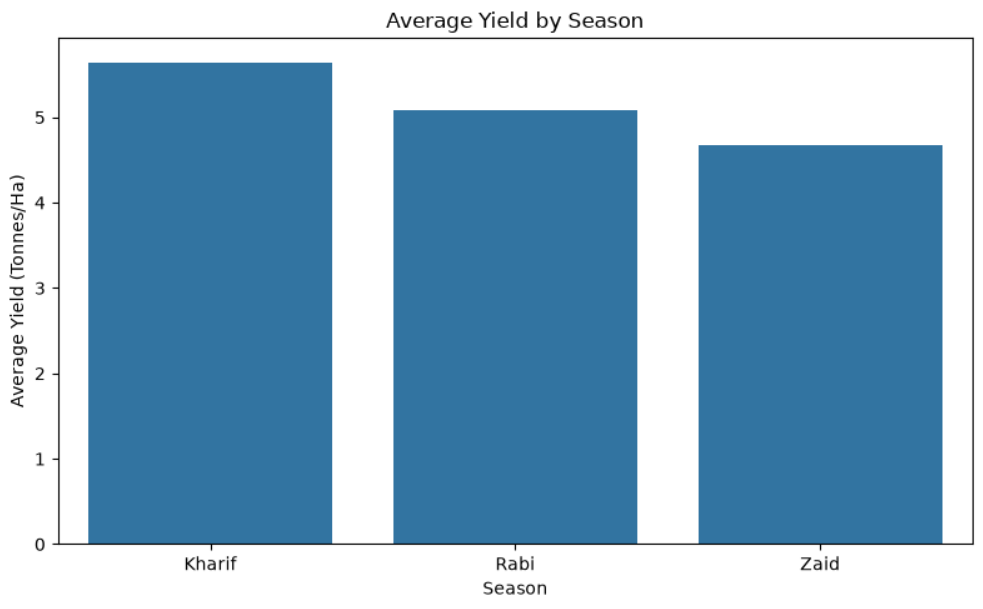 Average Yield by Season
Average Yield (Tonnes/Ha)
5
4
3
2
1
0
Kharif
Rabi
Zaid
Season